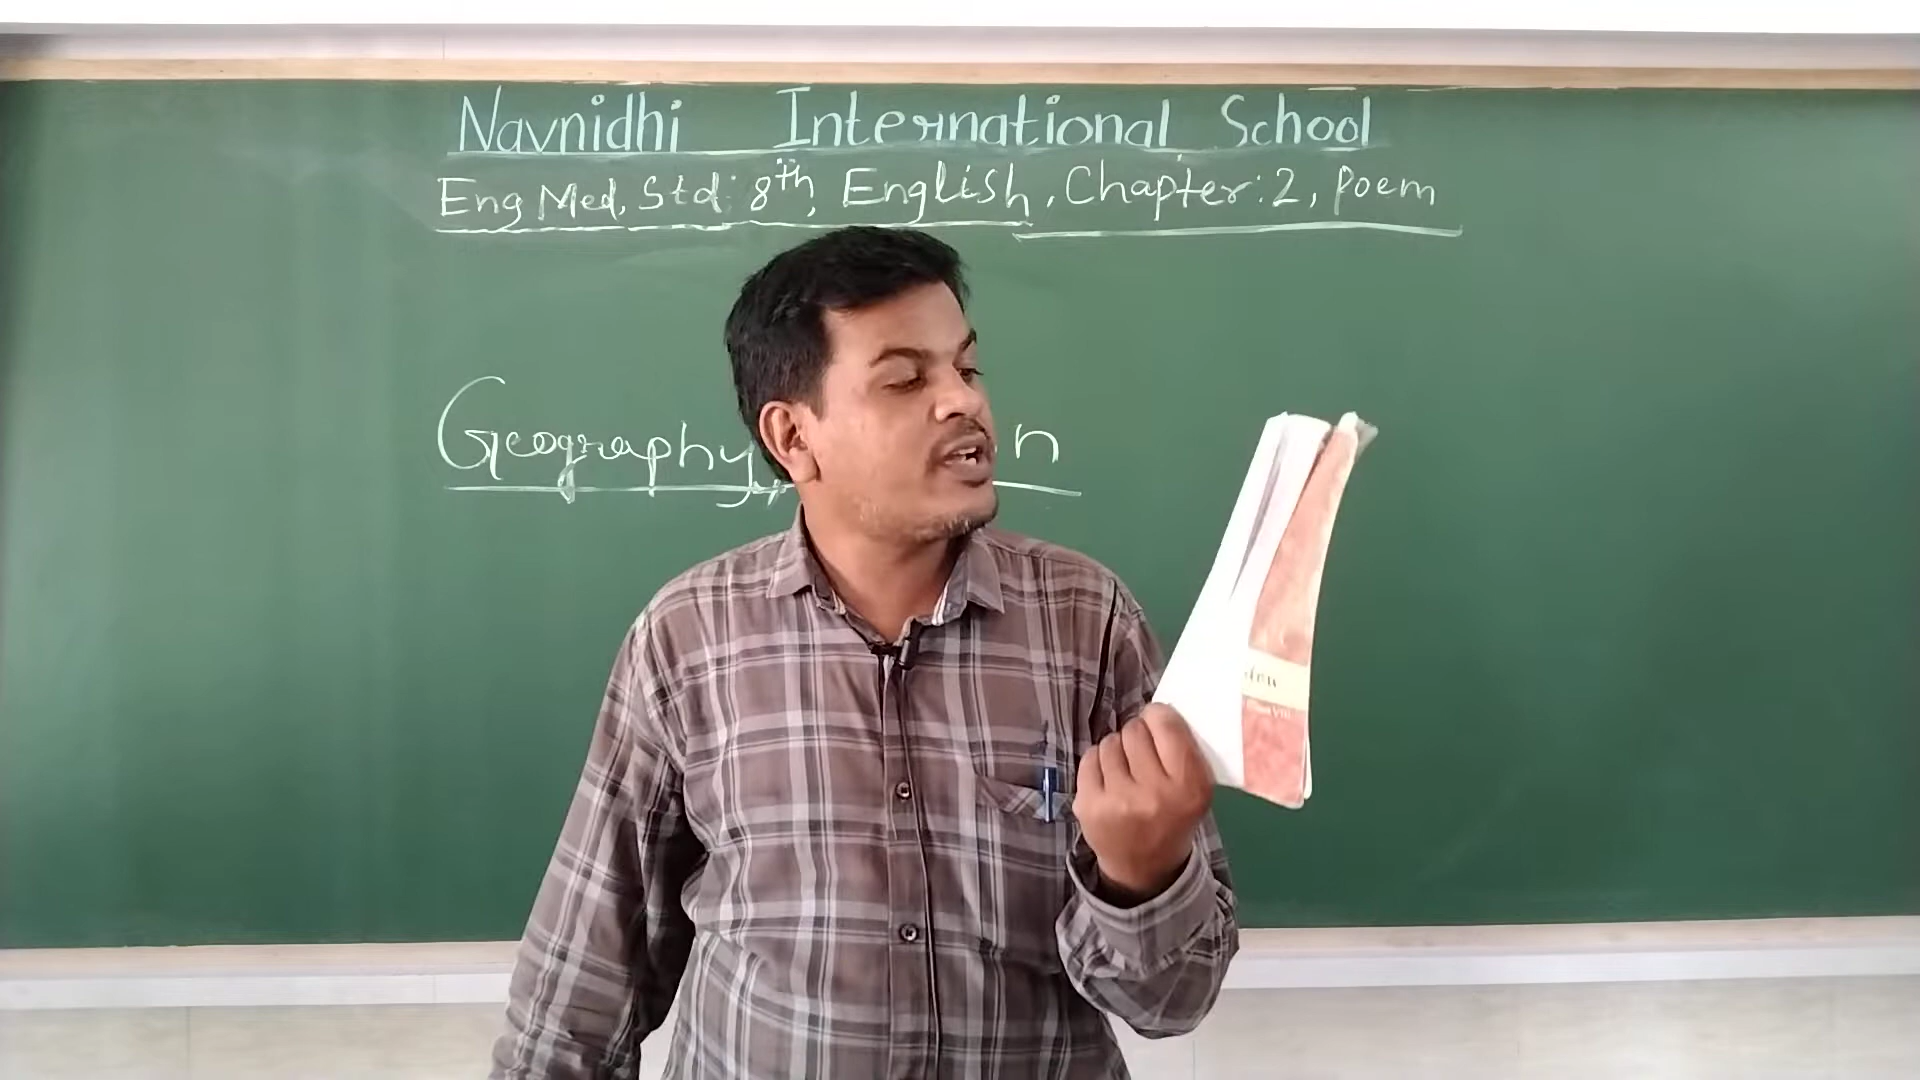 Navnidhi International School
Eng Med, Std: 8th, English, Chapter: 2, Poem
Geography